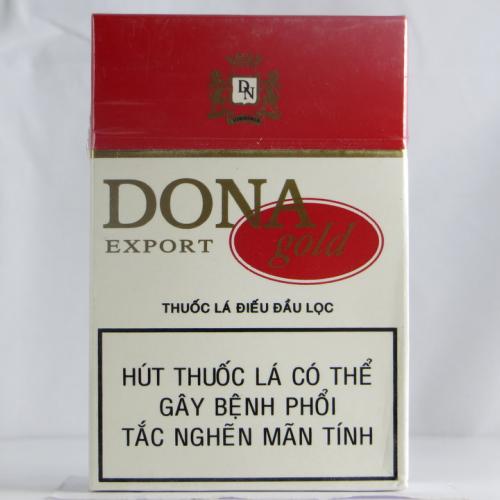 DN
VIRGINIA
DONA
EXPORT
gold
THUỐC LÁ ĐIẾU ĐẦU LỌC
HÚT THUỐC LÁ CÓ THỂ
GÂY BỆNH PHỔI
TẮC NGHẼN MÃN TÍNH